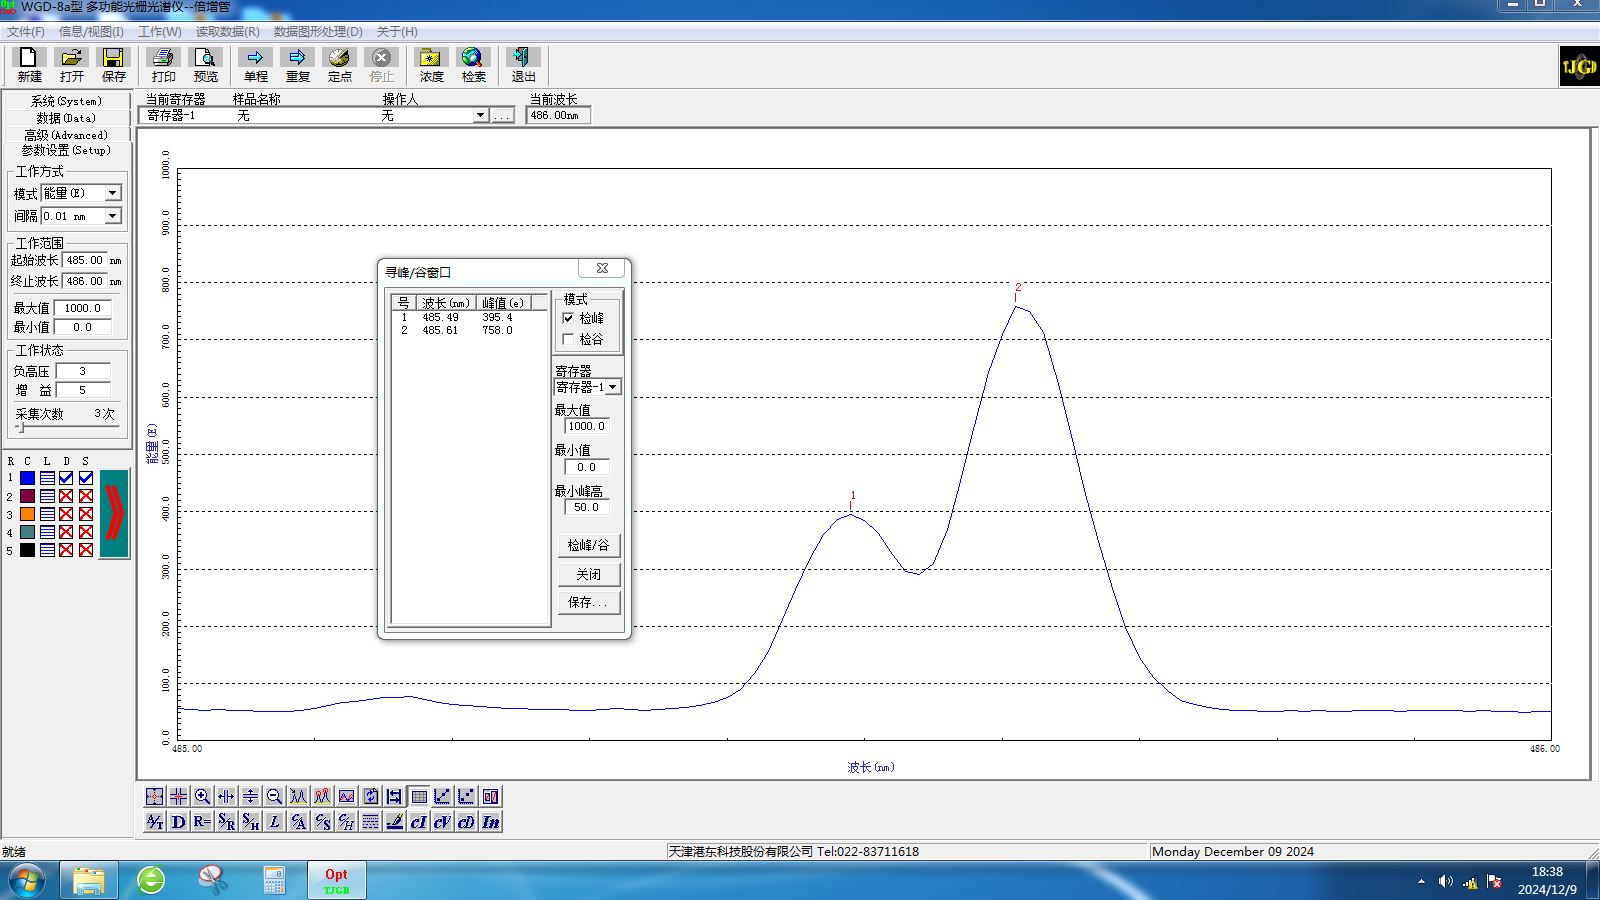 WGD-8a型 多功能光栅光谱仪--倍增管
文件(F) 信息/视图(I) 工作(W) 读取数据(R) 数据图形处理(D) 关于(H)
新建 打开 保存 打印 预览 单程 重复 定点 停止 浓度 检索 退出
TJGD
系统(System)
数据(Data)
高级(Advanced)
参数设置(Setup)
当前寄存器 样品名称 操作人 当前波长
寄存器-1 无 无 ... 486.00nm
工作方式
模式 能量(E)
间隔 0.01 nm
工作范围
起始波长 485.00 nm
终止波长 486.00 nm
最大值 1000.0
最小值 0.0
工作状态
负高压 3
增 益 5
采集次数 3次
R C L D S
1
2
3
4
5
1000.0
900.0
800.0
700.0
600.0
500.0
400.0
300.0
200.0
100.0
0.0
能量(E)
485.00 486.00
波长(nm)
1
2
寻峰/谷窗口
号 波长(nm) 峰值(e)
1 485.49 395.4
2 485.61 758.0
模式
检峰
检谷
寄存器
寄存器-1
最大值
1000.0
最小值
0.0
最小峰高
50.0
检峰/谷
关闭
保存...
A/T D R= S/R S/H L C/A C/S C/H cI cV cD In
就绪 天津港东科技股份有限公司 Tel:022-83711618 Monday December 09 2024
Opt
TJGD
18:38
2024/12/9